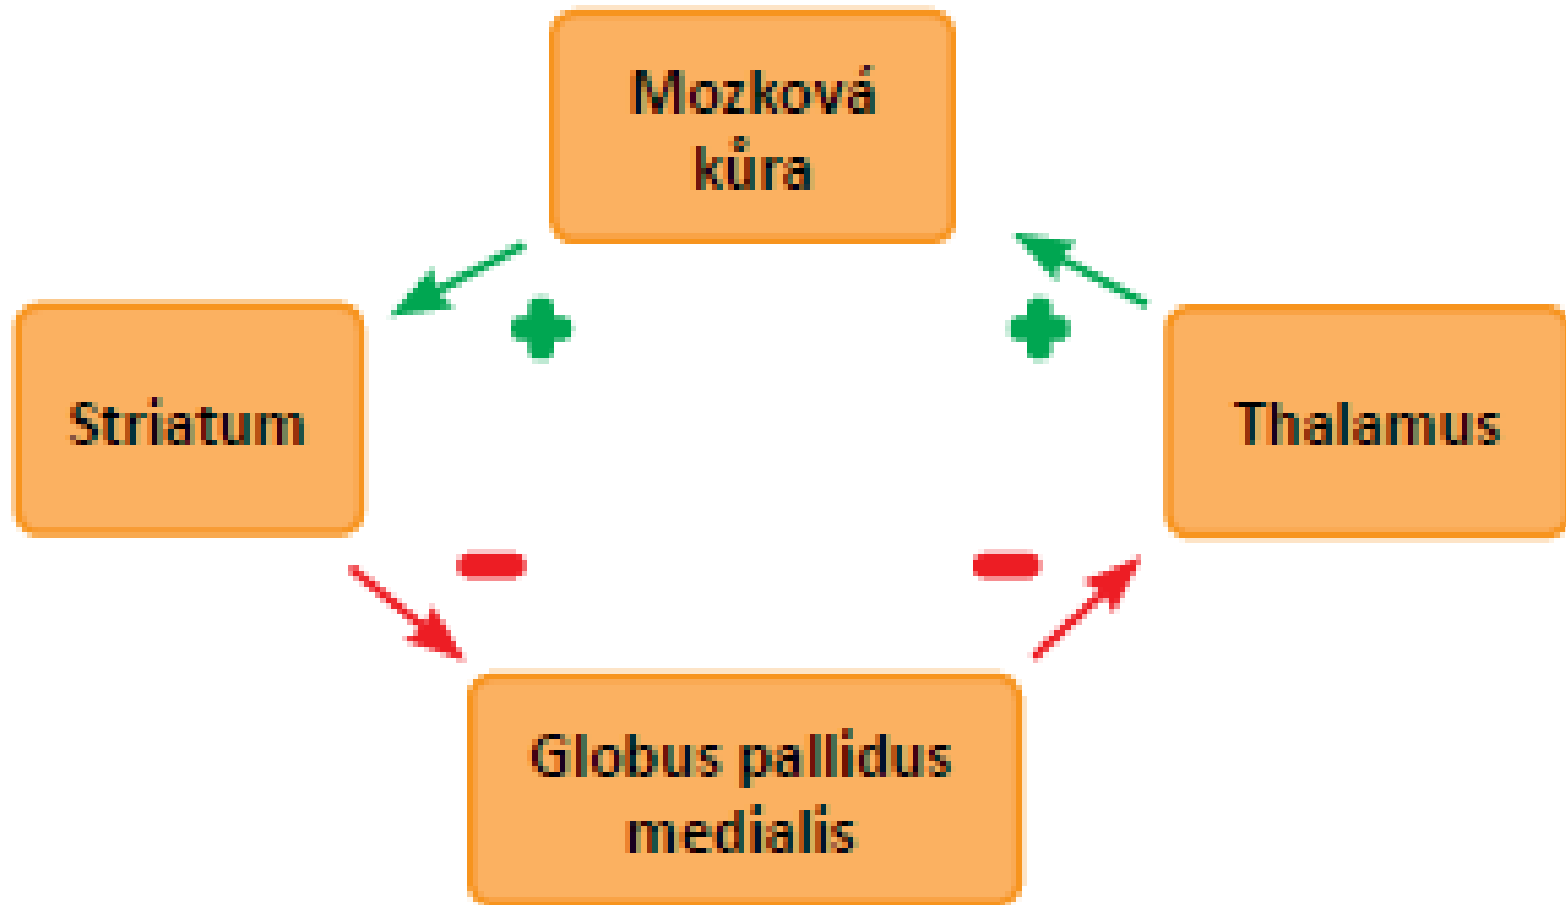 Mozková
kůra
Striatum
Thalamus
Globus pallidus
medialis